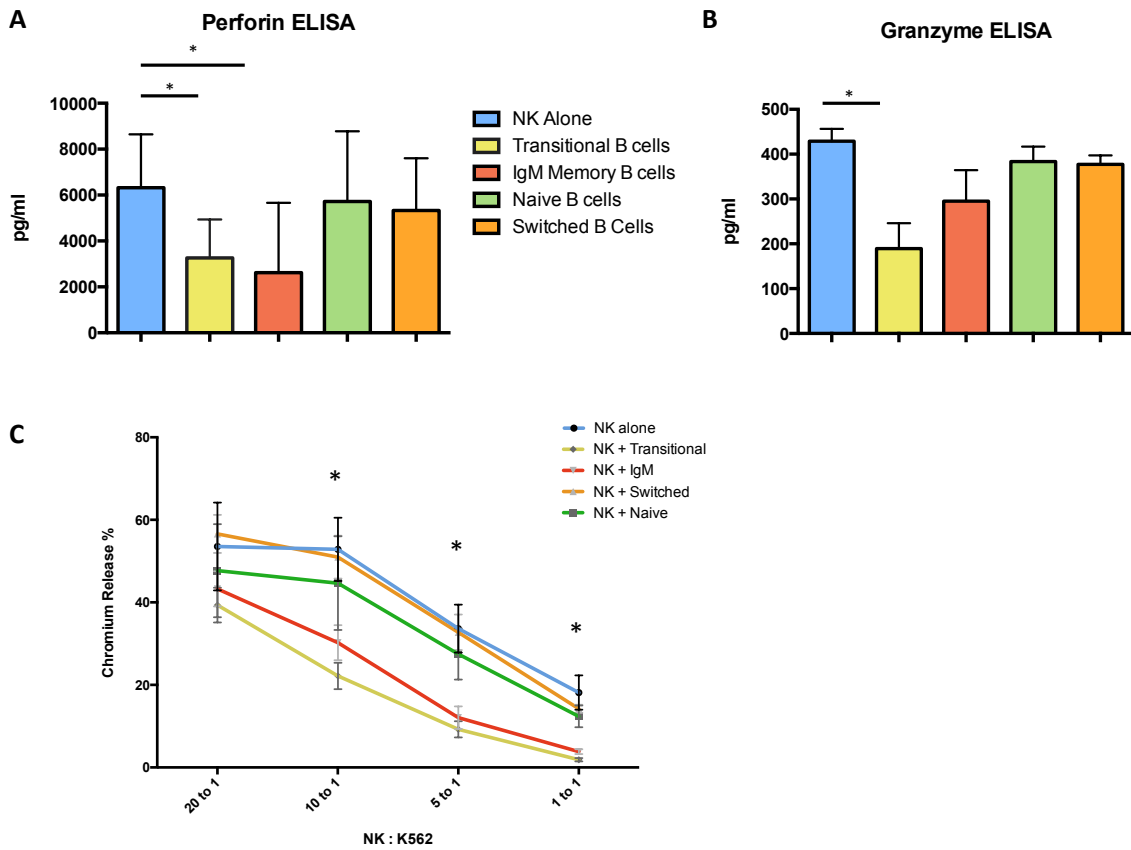 A
Perforin ELISA
*
*
10000
8000
6000
4000
2000
0
pg/ml
NK Alone
Transitional B cells
IgM Memory B cells
Naive B cells
Switched B Cells
B
Granzyme ELISA
*
500
400
300
200
100
0
pg/ml
C
80
60
40
20
0
Chromium Release %
*
*
*
NK alone
NK + Transitional
NK + IgM
NK + Switched
NK + Naive
20 to 1
10 to 1
5 to 1
1 to 1
NK : K562